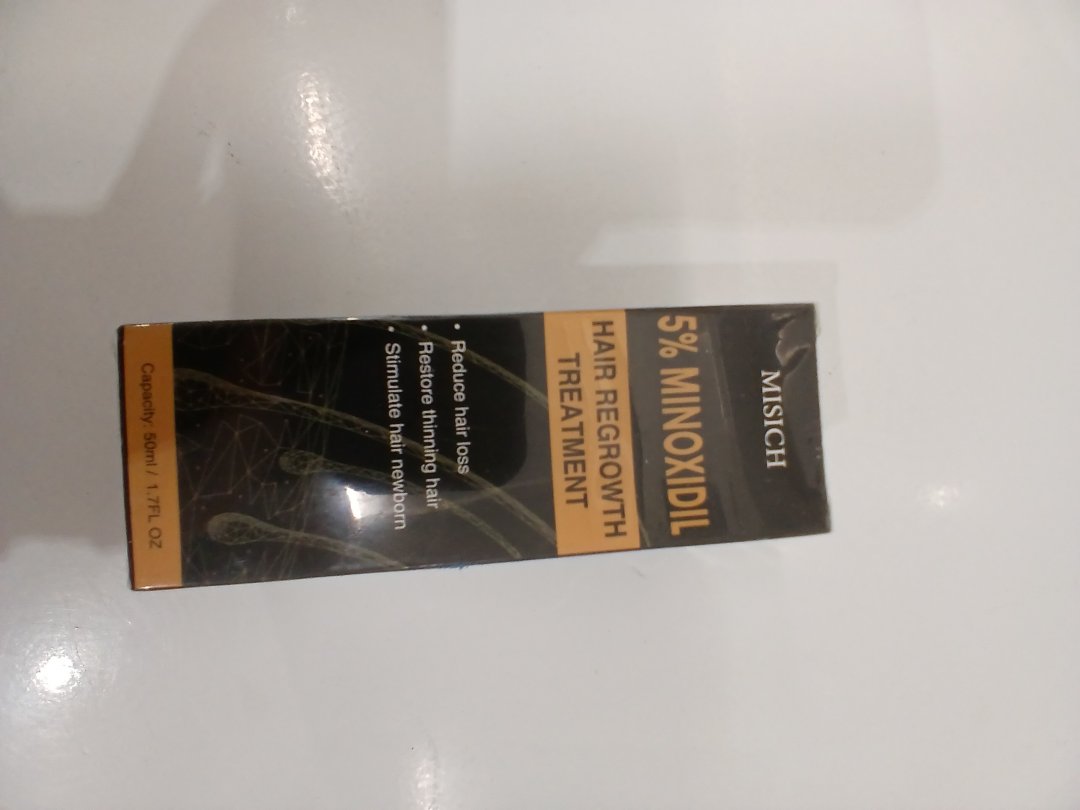 MISICH
5% MINOXIDIL
HAIR REGROWTH
TREATMENT
• Reduce hair loss
• Restore thinning hair
• Stimulate hair newborn
Capacity: 50ml / 1.7FL OZ